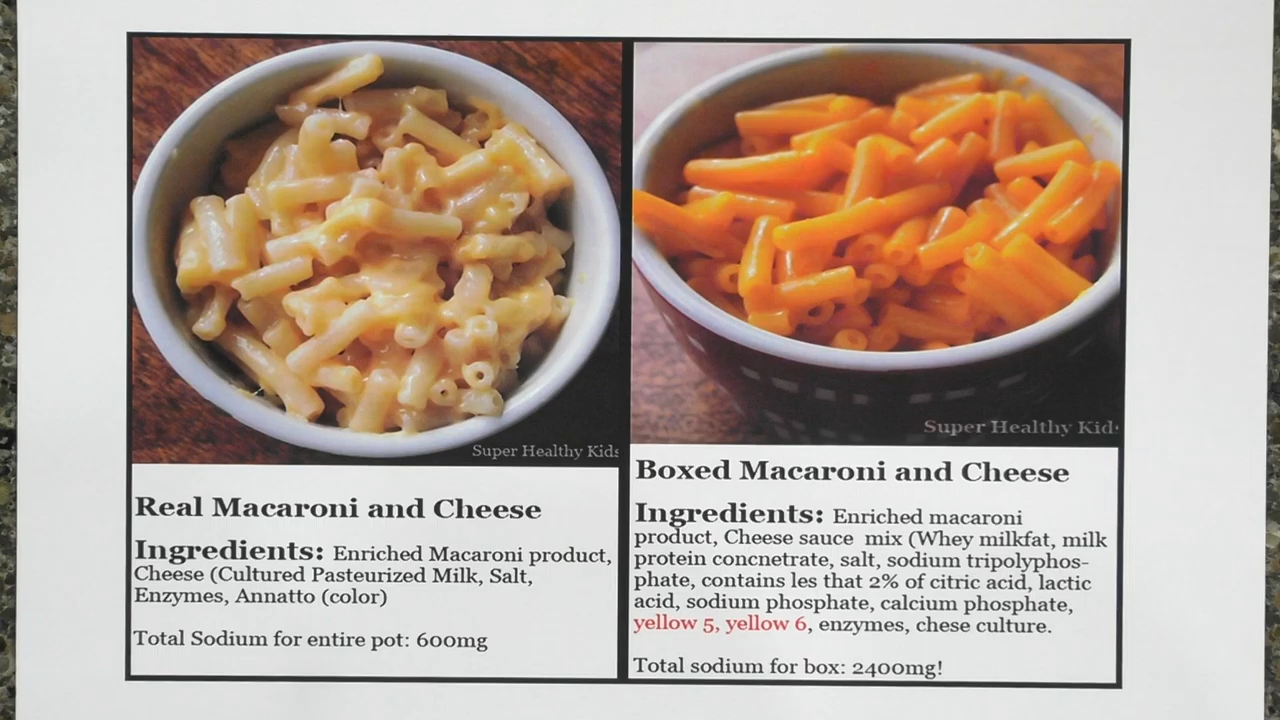 Super Healthy Kids
Real Macaroni and Cheese
Ingredients: Enriched Macaroni product,
Cheese (Cultured Pasteurized Milk, Salt,
Enzymes, Annatto (color)
Total Sodium for entire pot: 600mg
Super Healthy Kid
Boxed Macaroni and Cheese
Ingredients: Enriched macaroni
product, Cheese sauce mix (Whey milkfat, milk
protein concnetrate, salt, sodium tripolyphos-
phate, contains les that 2% of citric acid, lactic
acid, sodium phosphate, calcium phosphate,
yellow 5, yellow 6, enzymes, chese culture.
Total sodium for box: 2400mg!